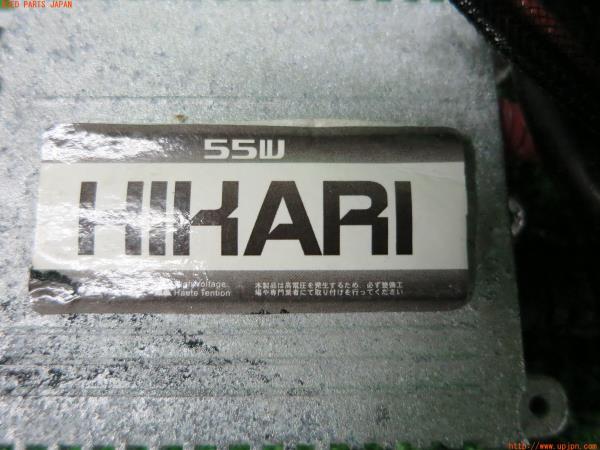 USED PARTS JAPAN
55W
HIKARI
High Voltage
Haute Tention
本製品は高電圧を発生するため、必ず整備工
場や専門業者にて取り付けを行ってください
http://www.upjpn.com